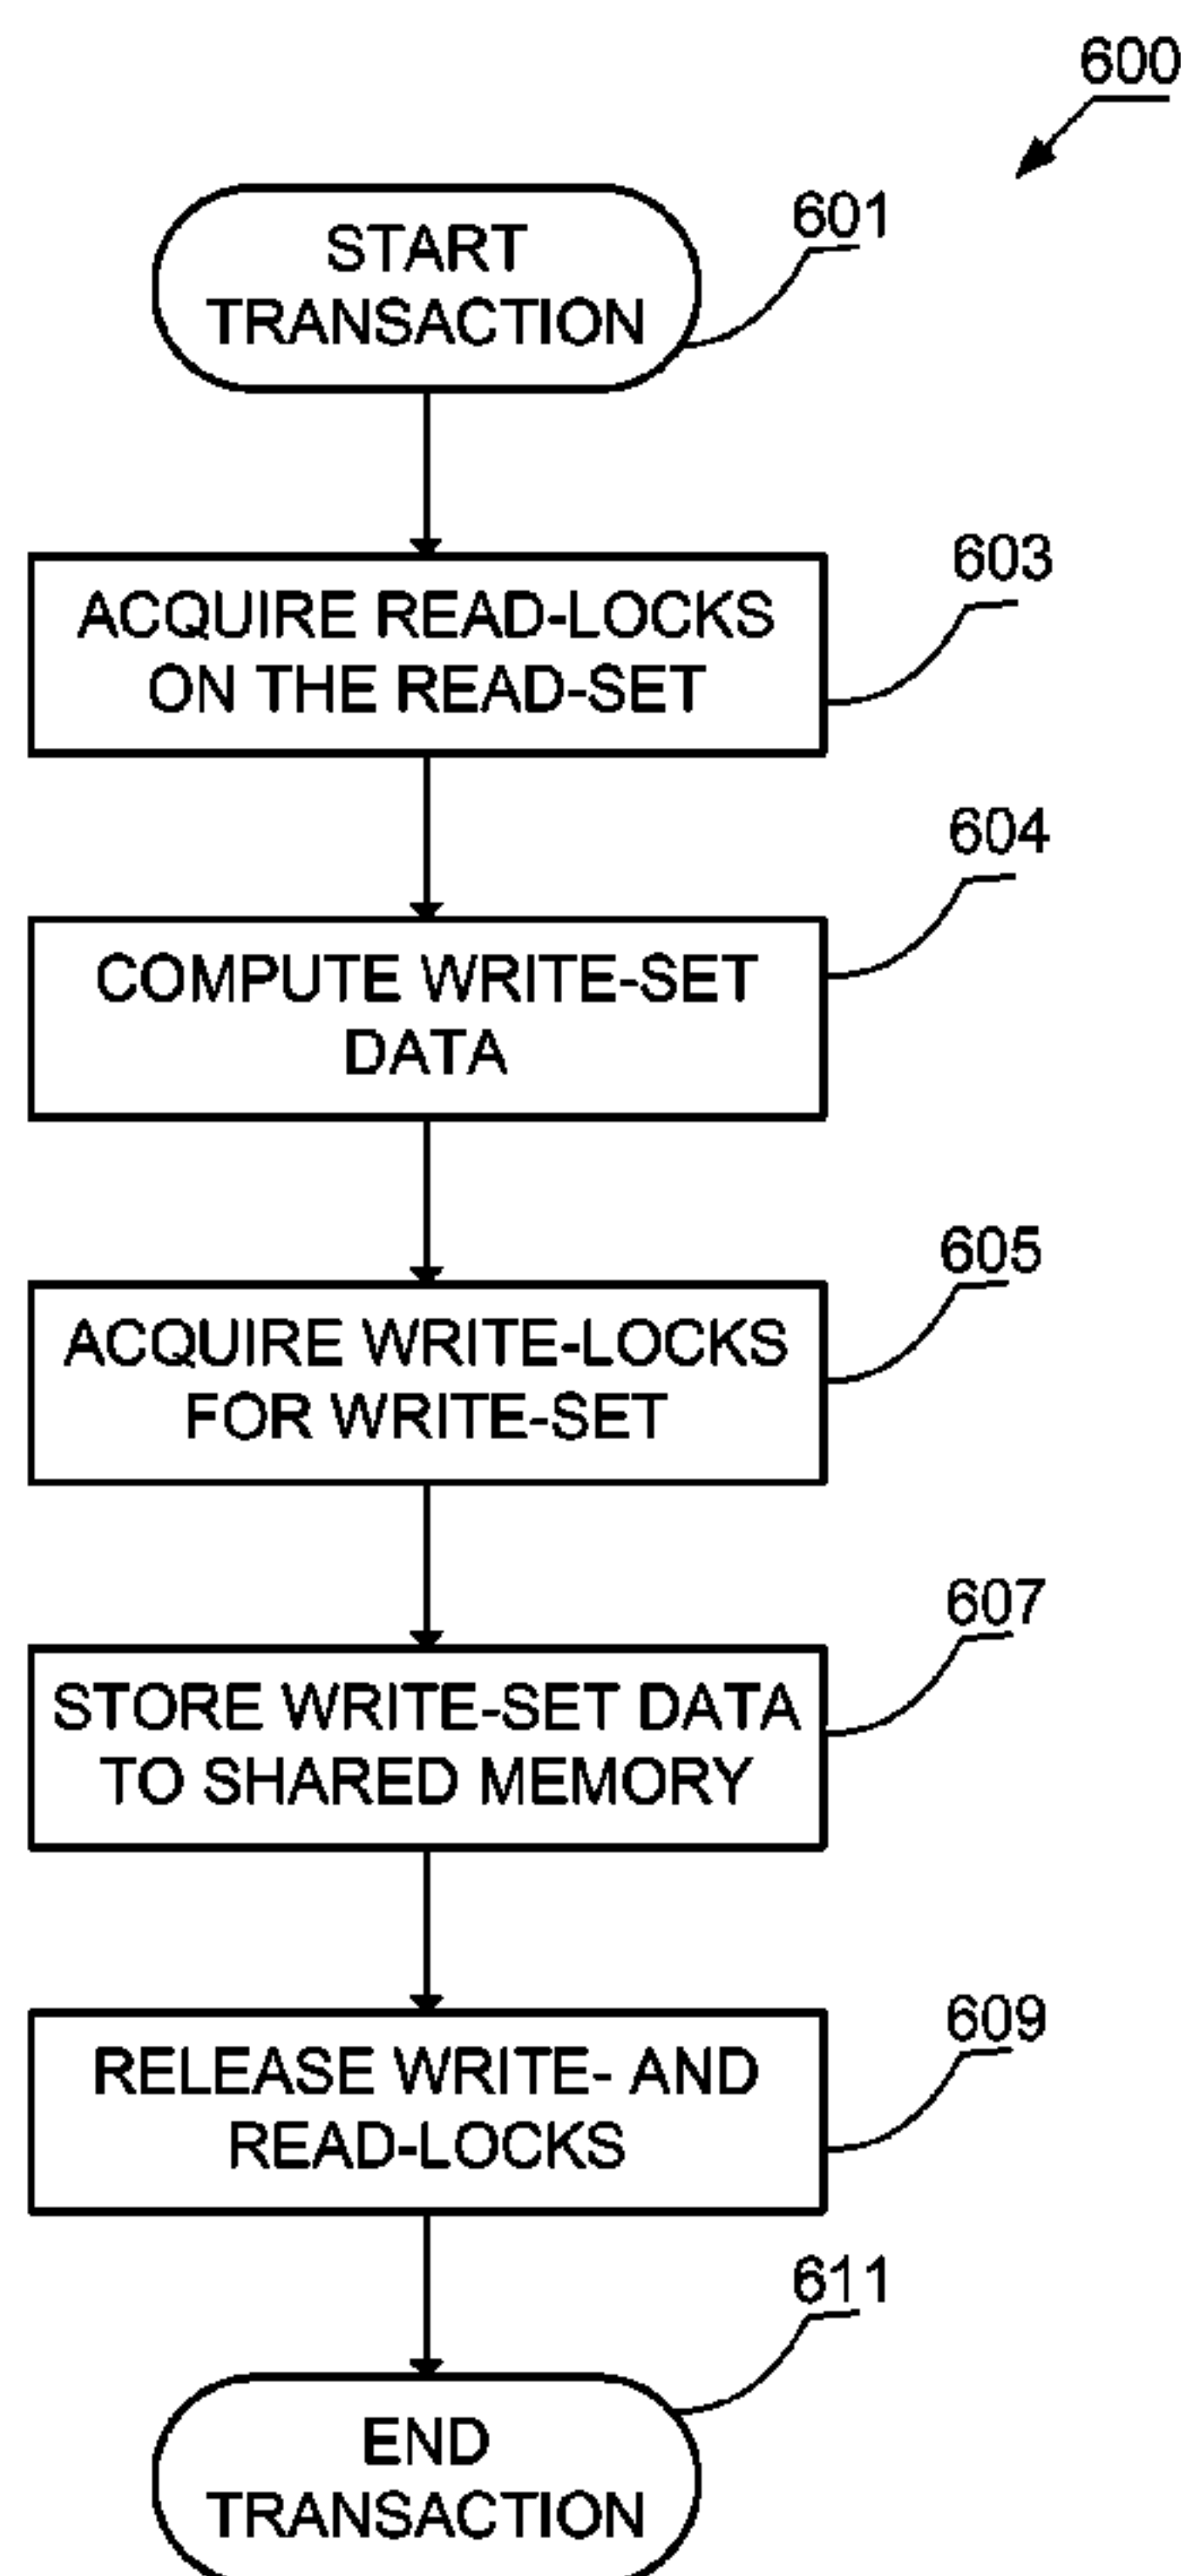 600
601
START
TRANSACTION
603
ACQUIRE READ-LOCKS
ON THE READ-SET
604
COMPUTE WRITE-SET
DATA
605
ACQUIRE WRITE-LOCKS
FOR WRITE-SET
607
STORE WRITE-SET DATA
TO SHARED MEMORY
609
RELEASE WRITE- AND
READ-LOCKS
611
END
TRANSACTION